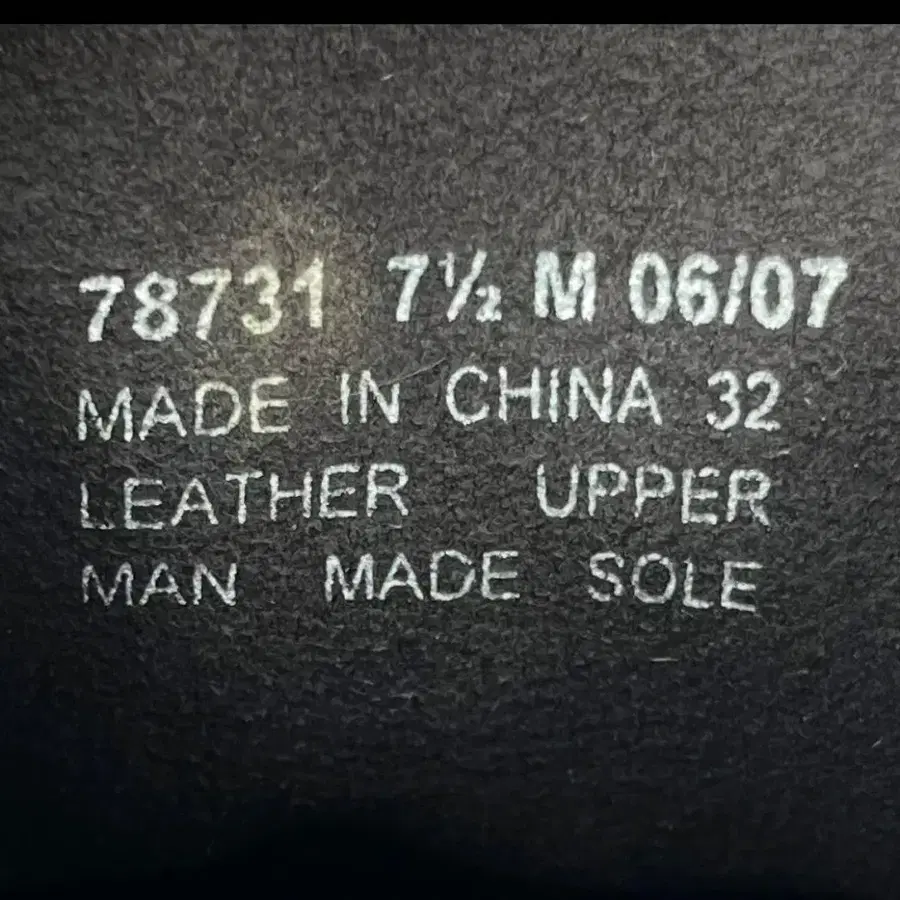 78731 7½ M 06/07
MADE IN CHINA 32
LEATHER UPPER
MAN MADE SOLE